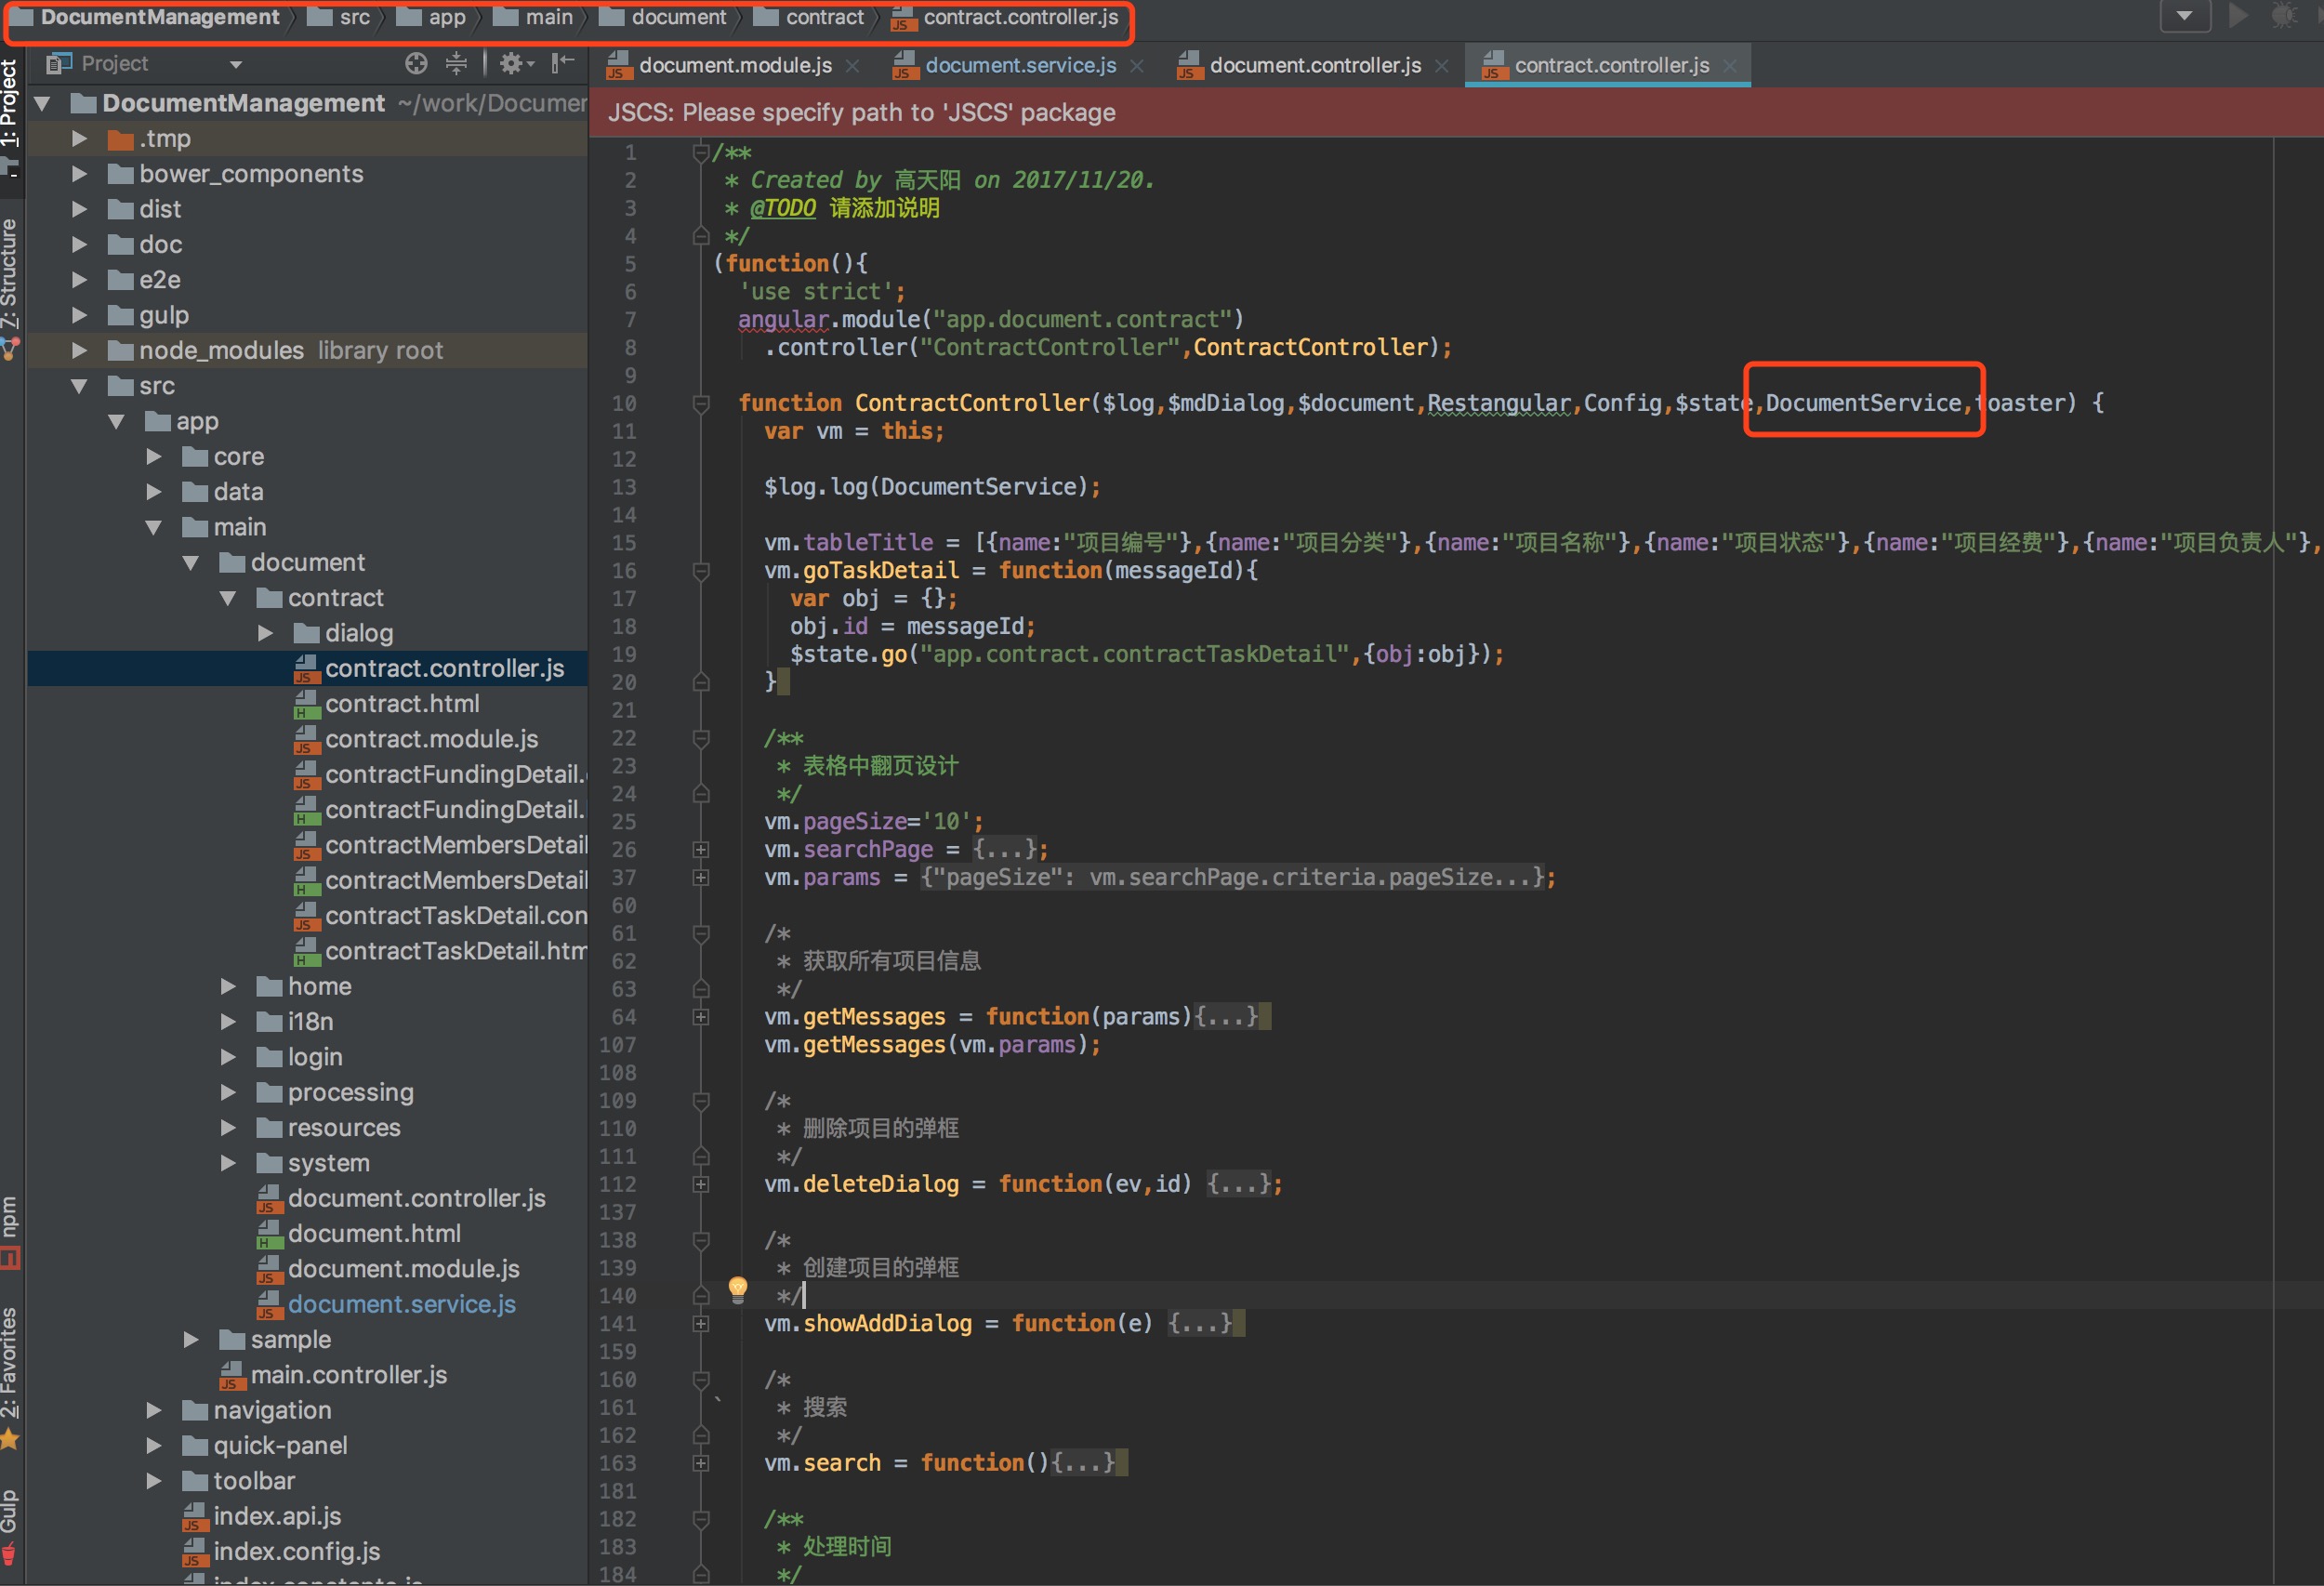 DocumentManagement src app main document contract contract.controller.js
Project
document.module.js document.service.js document.controller.js contract.controller.js
1: Project
Z: Structure
npm
2: Favorites
Gulp
DocumentManagement ~/work/Documen
.tmp
bower_components
dist
doc
e2e
gulp
node_modules library root
src
app
core
data
main
document
contract
dialog
contract.controller.js
contract.html
contract.module.js
contractFundingDetail.
contractFundingDetail.
contractMembersDetail
contractMembersDetail
contractTaskDetail.con
contractTaskDetail.htm
home
i18n
login
processing
resources
system
document.controller.js
document.html
document.module.js
document.service.js
sample
main.controller.js
navigation
quick-panel
toolbar
index.api.js
index.config.js
JSCS: Please specify path to 'JSCS' package
1 /**
2 * Created by 高天阳 on 2017/11/20.
3 * @TODO 请添加说明
4 */
5 (function(){
6 'use strict';
7 angular.module("app.document.contract")
8 .controller("ContractController",ContractController);
9
10 function ContractController($log,$mdDialog,$document,Restangular,Config,$state,DocumentService,toaster) {
11 var vm = this;
12
13 $log.log(DocumentService);
14
15 vm.tableTitle = [{name:"项目编号"},{name:"项目分类"},{name:"项目名称"},{name:"项目状态"},{name:"项目经费"},{name:"项目负责人"},
16 vm.goTaskDetail = function(messageId){
17 var obj = {};
18 obj.id = messageId;
19 $state.go("app.contract.contractTaskDetail",{obj:obj});
20 }
21
22 /**
23 * 表格中翻页设计
24 */
25 vm.pageSize='10';
26 vm.searchPage = {...};
37 vm.params = {"pageSize": vm.searchPage.criteria.pageSize...};
60
61 /*
62 * 获取所有项目信息
63 */
64 vm.getMessages = function(params){...}
107 vm.getMessages(vm.params);
108
109 /*
110 * 删除项目的弹框
111 */
112 vm.deleteDialog = function(ev,id) {...};
137
138 /*
139 * 创建项目的弹框
140 */
141 vm.showAddDialog = function(e) {...}
159
160 /*
161 ` * 搜索
162 */
163 vm.search = function(){...}
181
182 /**
183 * 处理时间
184 */